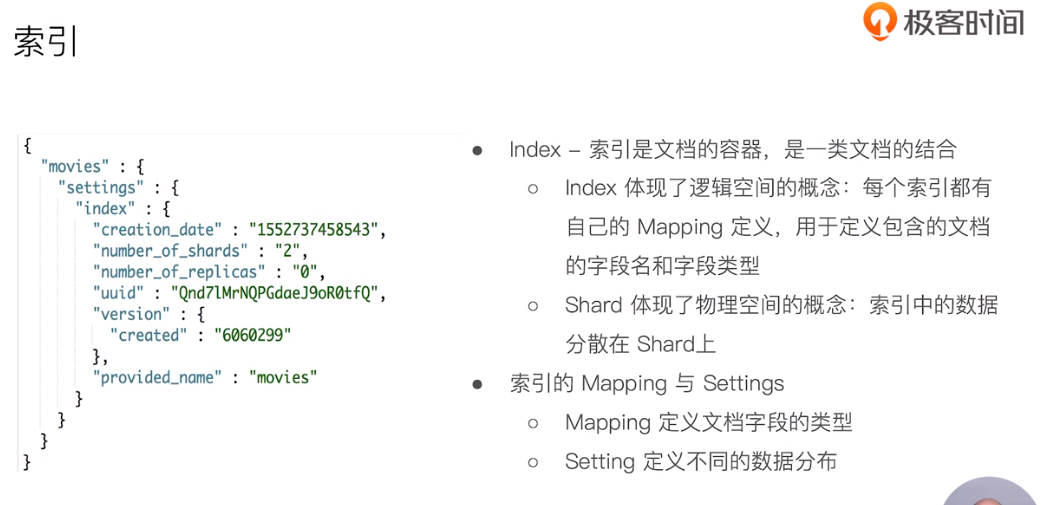 极客时间
索引
{
"movies" : {
"settings" : {
"index" : {
"creation_date" : "1552737458543",
"number_of_shards" : "2",
"number_of_replicas" : "0",
"uuid" : "Qnd7lMrNQPGdaeJ9oR0tfQ",
"version" : {
"created" : "6060299"
},
"provided_name" : "movies"
}
}
}
}
● Index – 索引是文档的容器，是一类文档的结合
○ Index 体现了逻辑空间的概念：每个索引都有
自己的 Mapping 定义，用于定义包含的文档
的字段名和字段类型
○ Shard 体现了物理空间的概念：索引中的数据
分散在 Shard上
● 索引的 Mapping 与 Settings
○ Mapping 定义文档字段的类型
○ Setting 定义不同的数据分布